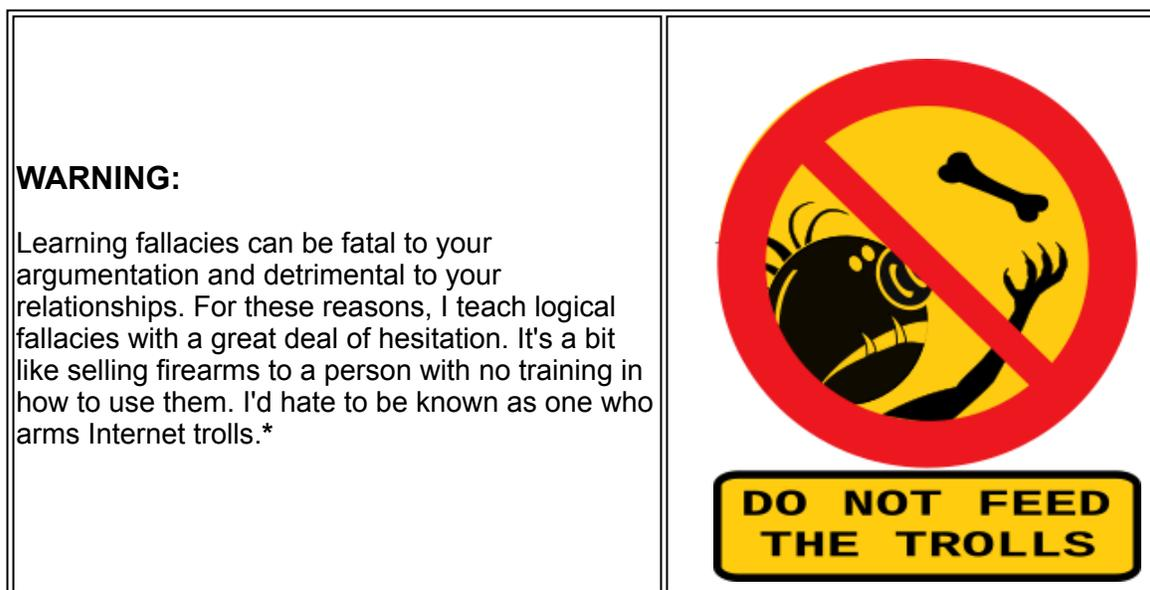 WARNING:
Learning fallacies can be fatal to your
argumentation and detrimental to your
relationships. For these reasons, I teach logical
fallacies with a great deal of hesitation. It's a bit
like selling firearms to a person with no training in
how to use them. I'd hate to be known as one who
arms Internet trolls.*
DO NOT FEED
THE TROLLS